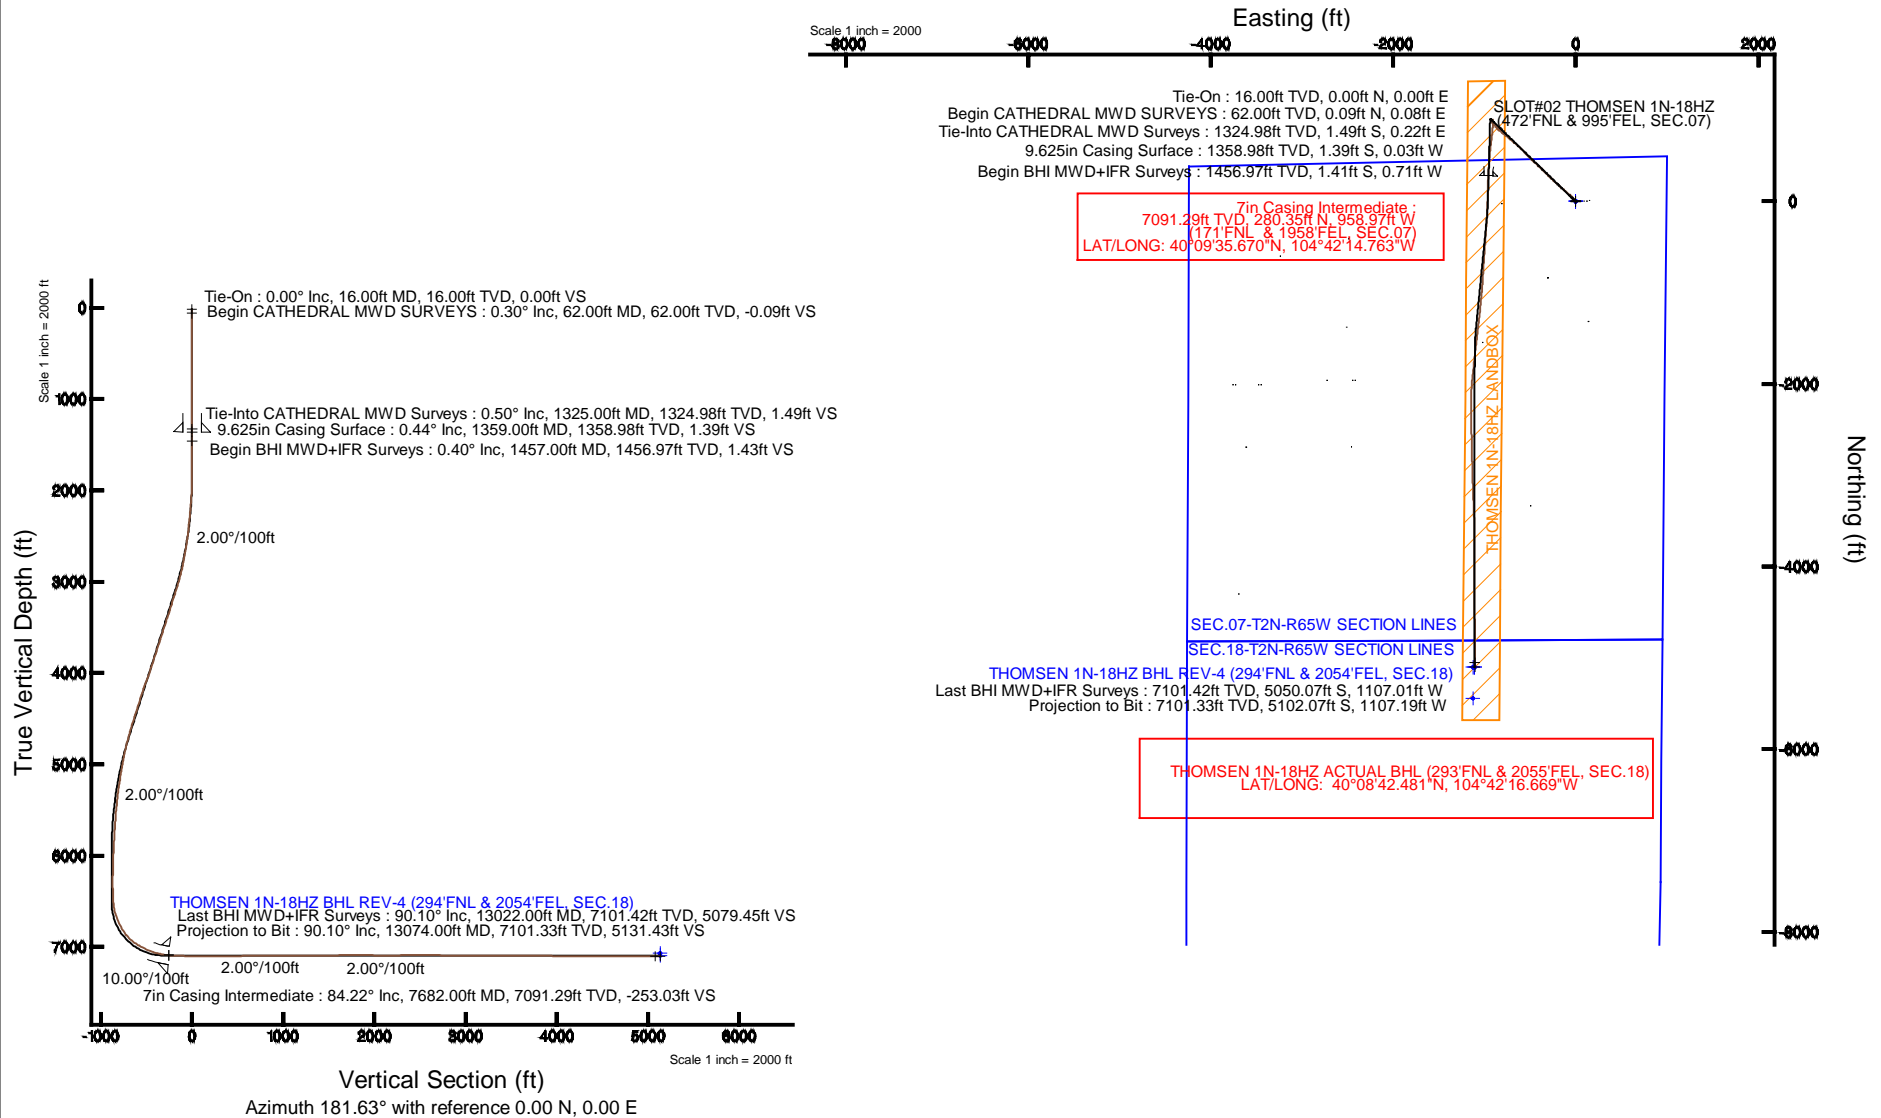 Scale 1 inch = 2000 ft
0
1000
2000
3000
4000
5000
6000
7000
True Vertical Depth (ft)
Tie-On : 0.00° Inc, 16.00ft MD, 16.00ft TVD, 0.00ft VS
Begin CATHEDRAL MWD SURVEYS : 0.30° Inc, 62.00ft MD, 62.00ft TVD, -0.09ft VS
Tie-Into CATHEDRAL MWD Surveys : 0.50° Inc, 1325.00ft MD, 1324.98ft TVD, 1.49ft VS
9.625in Casing Surface : 0.44° Inc, 1359.00ft MD, 1358.98ft TVD, 1.39ft VS
Begin BHI MWD+IFR Surveys : 0.40° Inc, 1457.00ft MD, 1456.97ft TVD, 1.43ft VS
2.00°/100ft
2.00°/100ft
THOMSEN 1N-18HZ BHL REV-4 (294'FNL & 2054'FEL, SEC.18)
Last BHI MWD+IFR Surveys : 90.10° Inc, 13022.00ft MD, 7101.42ft TVD, 5079.45ft VS
Projection to Bit : 90.10° Inc, 13074.00ft MD, 7101.33ft TVD, 5131.43ft VS
2.00°/100ft
2.00°/100ft
10.00°/100ft
7in Casing Intermediate : 84.22° Inc, 7682.00ft MD, 7091.29ft TVD, -253.03ft VS
-1000 0 1000 2000 3000 4000 5000 6000
Scale 1 inch = 2000 ft
Vertical Section (ft)
Azimuth 181.63° with reference 0.00 N, 0.00 E
Easting (ft)
Scale 1 inch = 2000
-8000 -6000 -4000 -2000 0 2000
Tie-On : 16.00ft TVD, 0.00ft N, 0.00ft E
Begin CATHEDRAL MWD SURVEYS : 62.00ft TVD, 0.09ft N, 0.08ft E
Tie-Into CATHEDRAL MWD Surveys : 1324.98ft TVD, 1.49ft S, 0.22ft E
9.625in Casing Surface : 1358.98ft TVD, 1.39ft S, 0.03ft W
Begin BHI MWD+IFR Surveys : 1456.97ft TVD, 1.41ft S, 0.71ft W
SLOT#02 THOMSEN 1N-18HZ
(472'FNL & 995'FEL, SEC.07)
7in Casing Intermediate :
7091.29ft TVD, 280.35ft N, 958.97ft W
(171'FNL & 1958'FEL, SEC.07)
LAT/LONG: 40°09'35.670"N, 104°42'14.763"W
THOMSEN 1N-18HZ LANDBOX
SEC.07-T2N-R65W SECTION LINES
SEC.18-T2N-R65W SECTION LINES
THOMSEN 1N-18HZ BHL REV-4 (294'FNL & 2054'FEL, SEC.18)
Last BHI MWD+IFR Surveys : 7101.42ft TVD, 5050.07ft S, 1107.01ft W
Projection to Bit : 7101.33ft TVD, 5102.07ft S, 1107.19ft W
THOMSEN 1N-18HZ ACTUAL BHL (293'FNL & 2055'FEL, SEC.18)
LAT/LONG: 40°08'42.481"N, 104°42'16.669"W
0
-2000
-4000
-6000
-8000
Northing (ft)